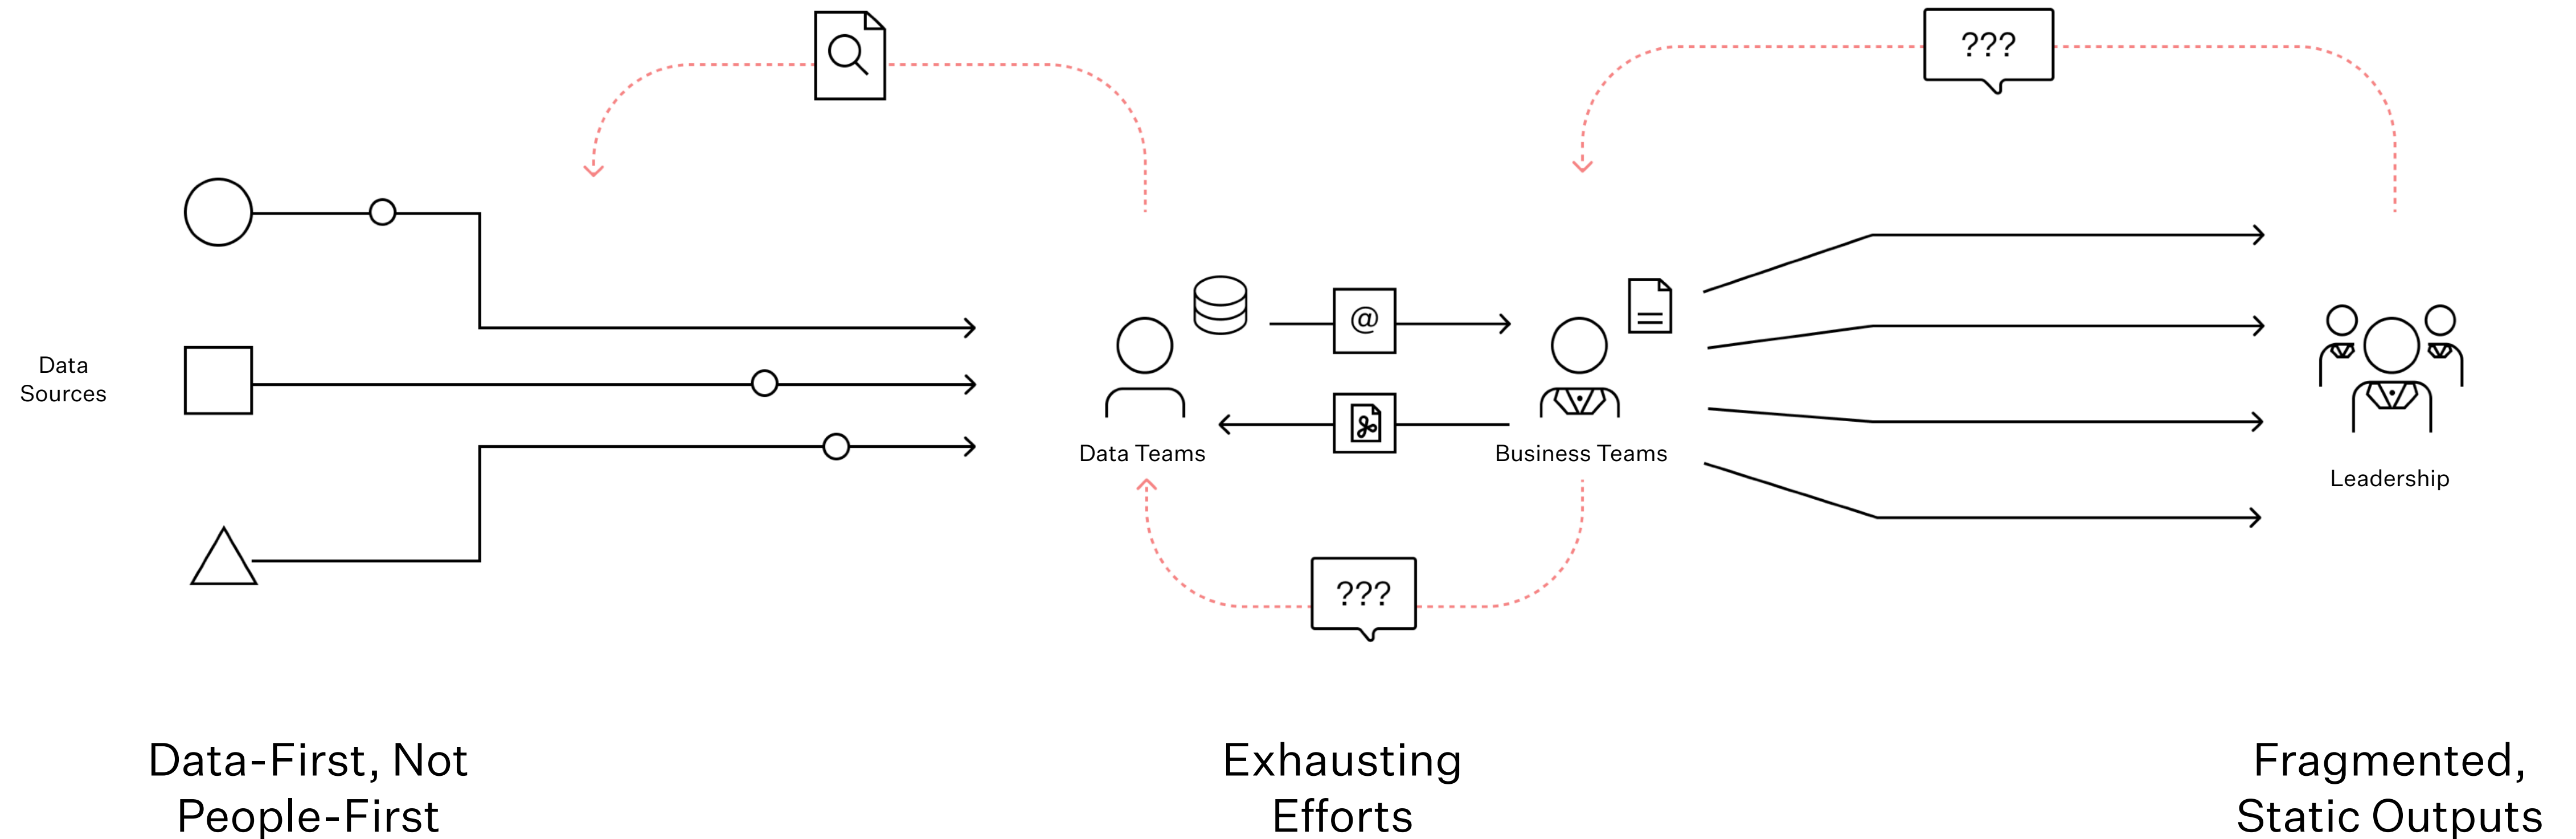 ???
@
Data
Sources
Data Teams
Business Teams
Leadership
???
Data-First, Not
People-First
Exhausting
Efforts
Fragmented,
Static Outputs